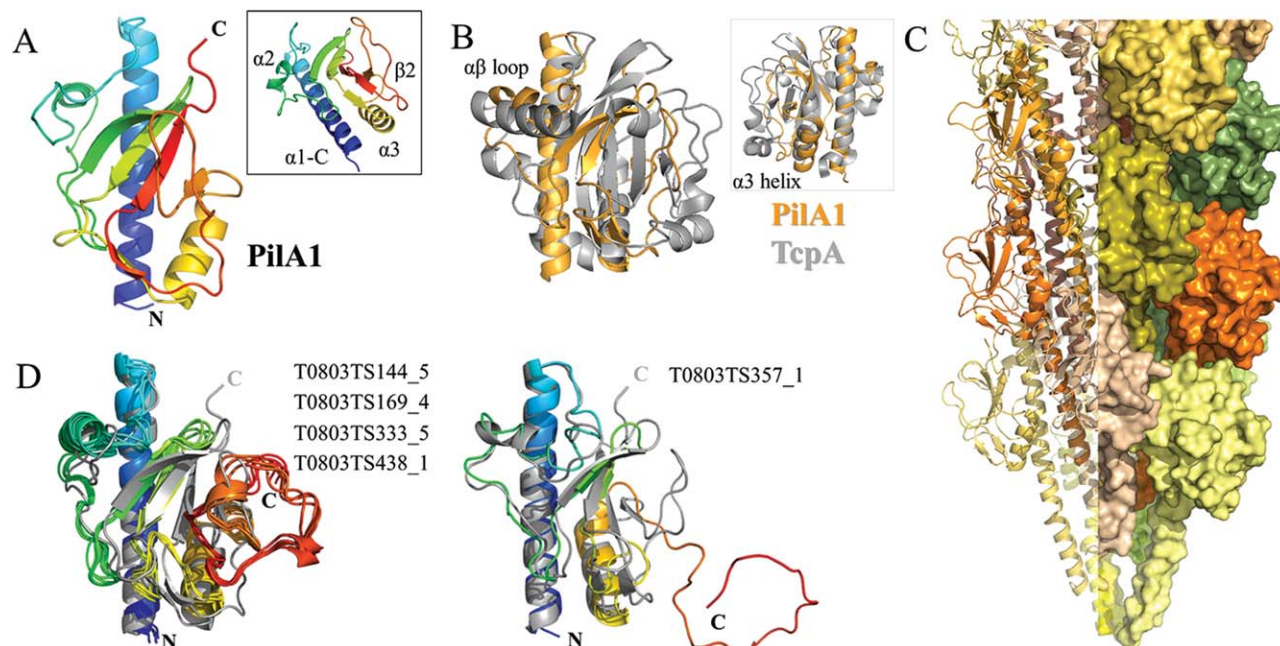 A
C
α2
β2
α1-C
α3
PilA1
N
B
αβ loop
α3 helix
PilA1
TcpA
C
D
C
T0803TS144_5
T0803TS169_4
T0803TS333_5
T0803TS438_1
C
N
C
T0803TS357_1
C
N